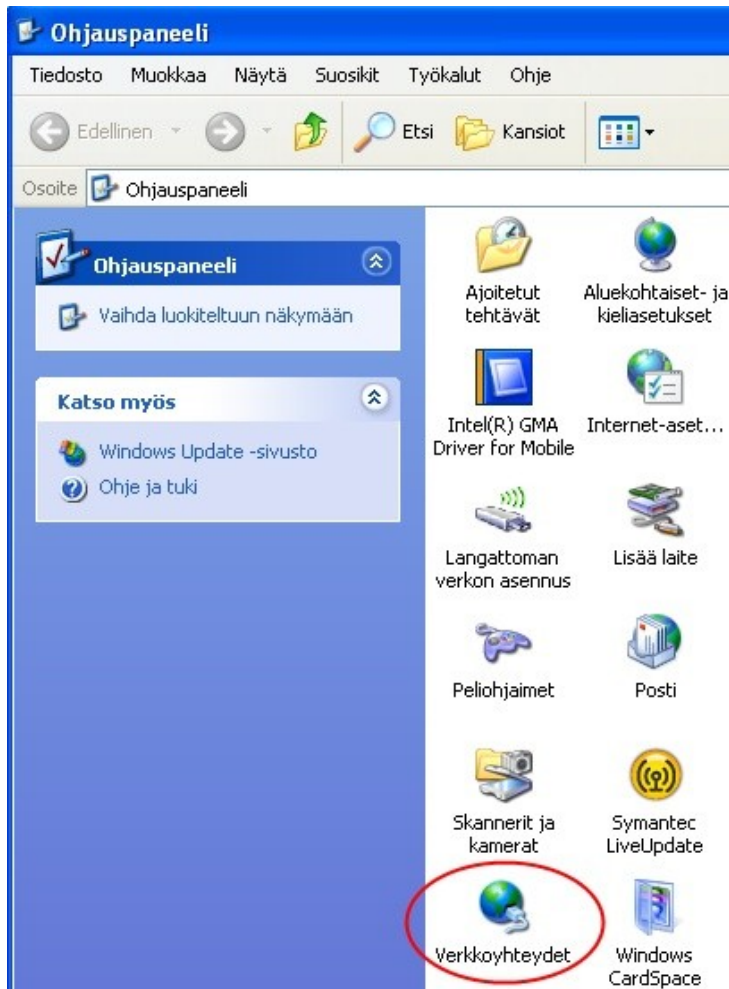 Ohjauspaneeli
Tiedosto Muokkaa Näytä Suosikit Työkalut Ohje
Edellinen Etsi Kansiot
Osoite Ohjauspaneeli
Ohjauspaneeli
Vaihda luokiteltuun näkymään
Katso myös
Windows Update -sivusto
Ohje ja tuki
Ajoitetut
tehtävät
Aluekohtaiset- ja
kieliasetukset
Intel(R) GMA
Driver for Mobile
Internet-aset...
Langattoman
verkon asennus
Lisää laite
Peliohjaimet
Posti
Skannerit ja
kamerat
Symantec
LiveUpdate
Verkkoyhteydet
Windows
CardSpace